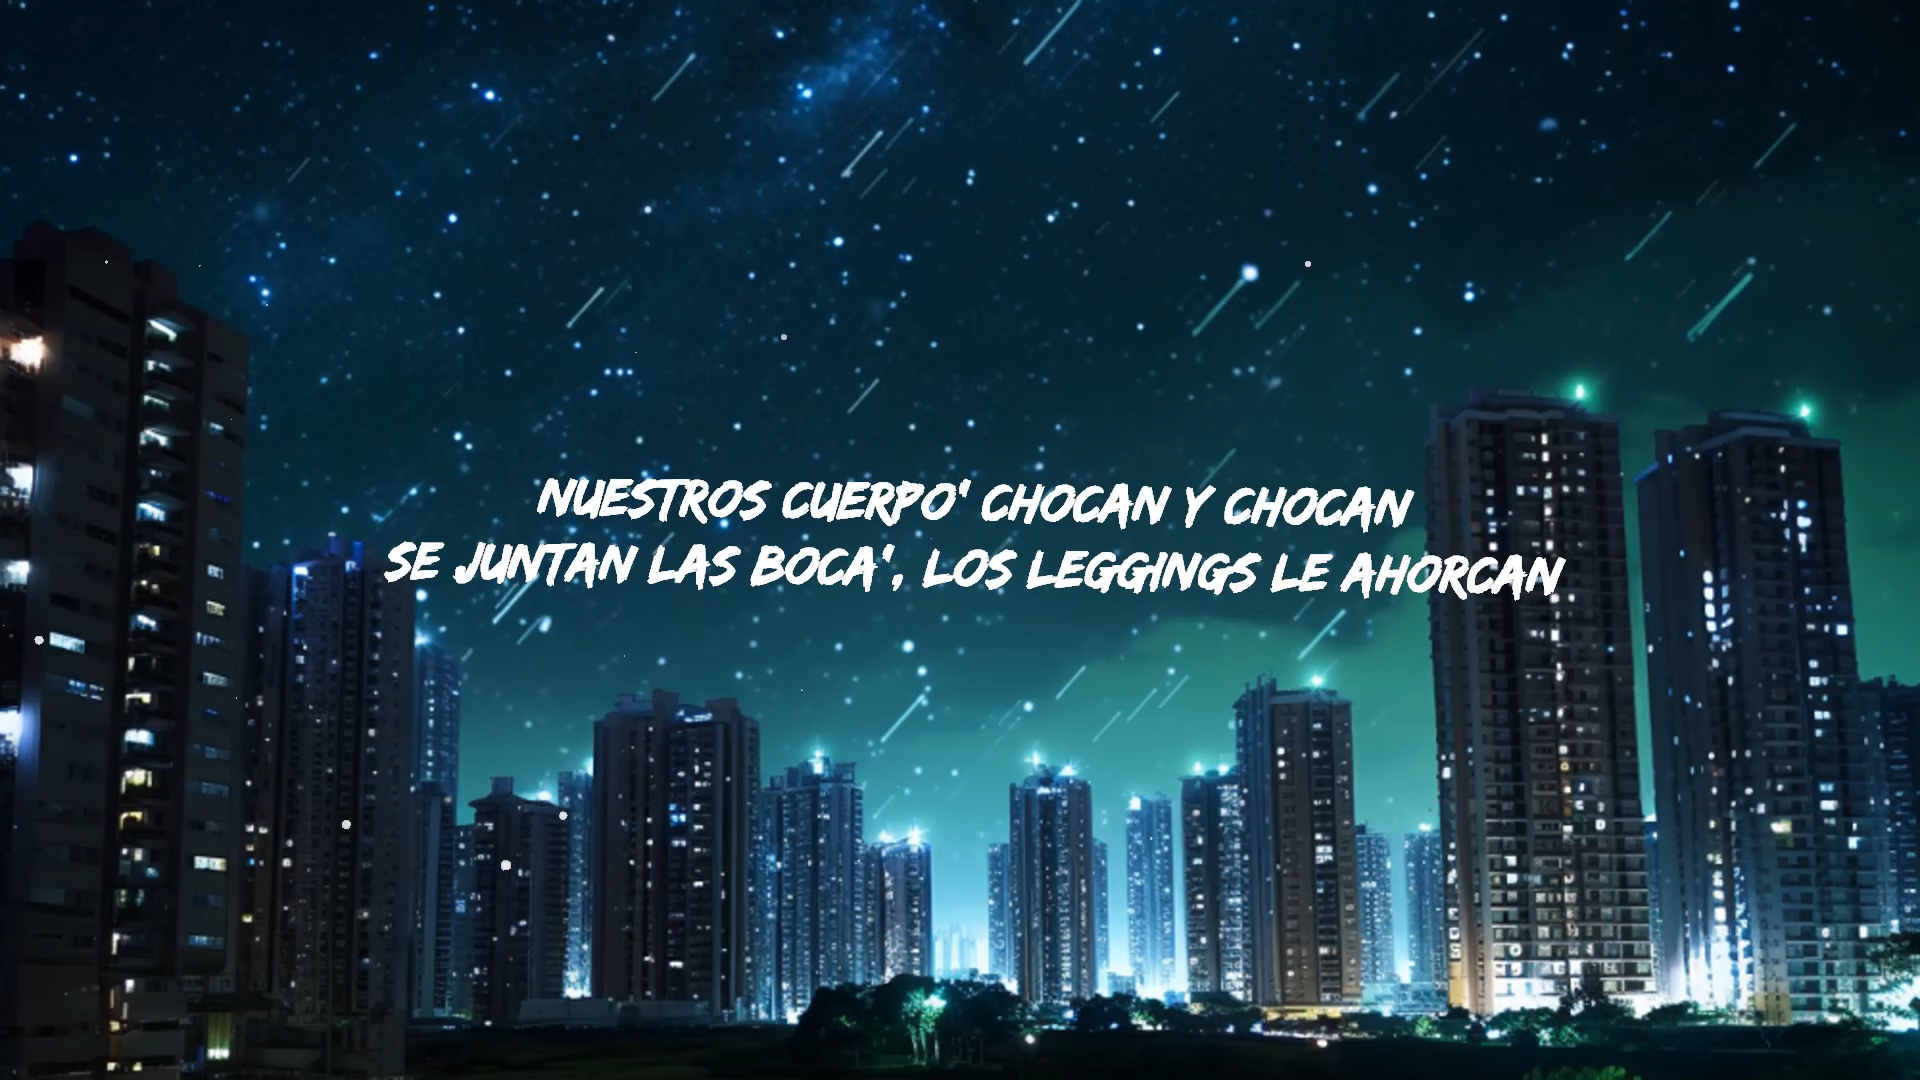 NUESTROS CUERPO' CHOCAN Y CHOCAN
SE JUNTAN LAS BOCA', LOS LEGGINGS LE AHORCAN